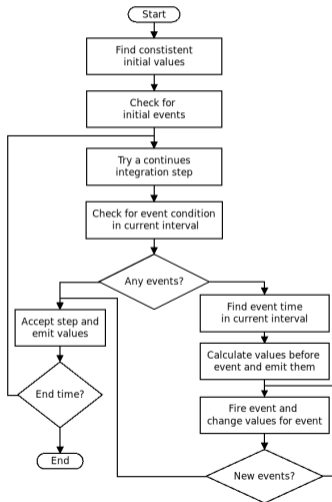 Start
Find constistent
initial values
Check for
initial events
Try a continues
integration step
Check for event condition
in current interval
Any events?
Accept step and
emit values
End time?
End
Find event time
in current interval
Calculate values before
event and emit them
Fire event and
change values for event
New events?